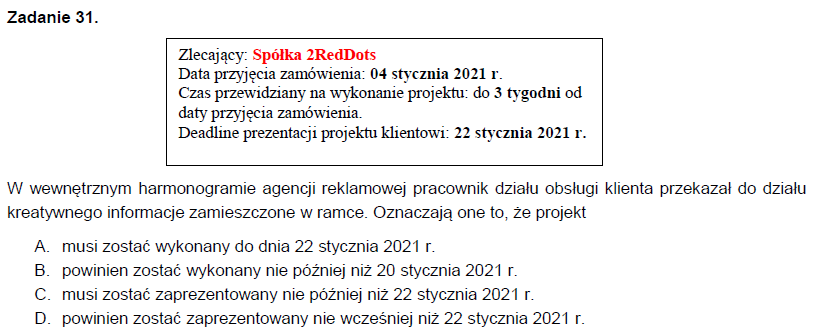 Zadanie 31.
Zlecający: Spółka 2RedDots
Data przyjęcia zamówienia: 04 stycznia 2021 r.
Czas przewidziany na wykonanie projektu: do 3 tygodni od
daty przyjęcia zamówienia.
Deadline prezentacji projektu klientowi: 22 stycznia 2021 r.
W wewnętrznym harmonogramie agencji reklamowej pracownik działu obsługi klienta przekazał do działu
kreatywnego informacje zamieszczone w ramce. Oznaczają one to, że projekt
A. musi zostać wykonany do dnia 22 stycznia 2021 r.
B. powinien zostać wykonany nie później niż 20 stycznia 2021 r.
C. musi zostać zaprezentowany nie później niż 22 stycznia 2021 r.
D. powinien zostać zaprezentowany nie wcześniej niż 22 stycznia 2021 r.